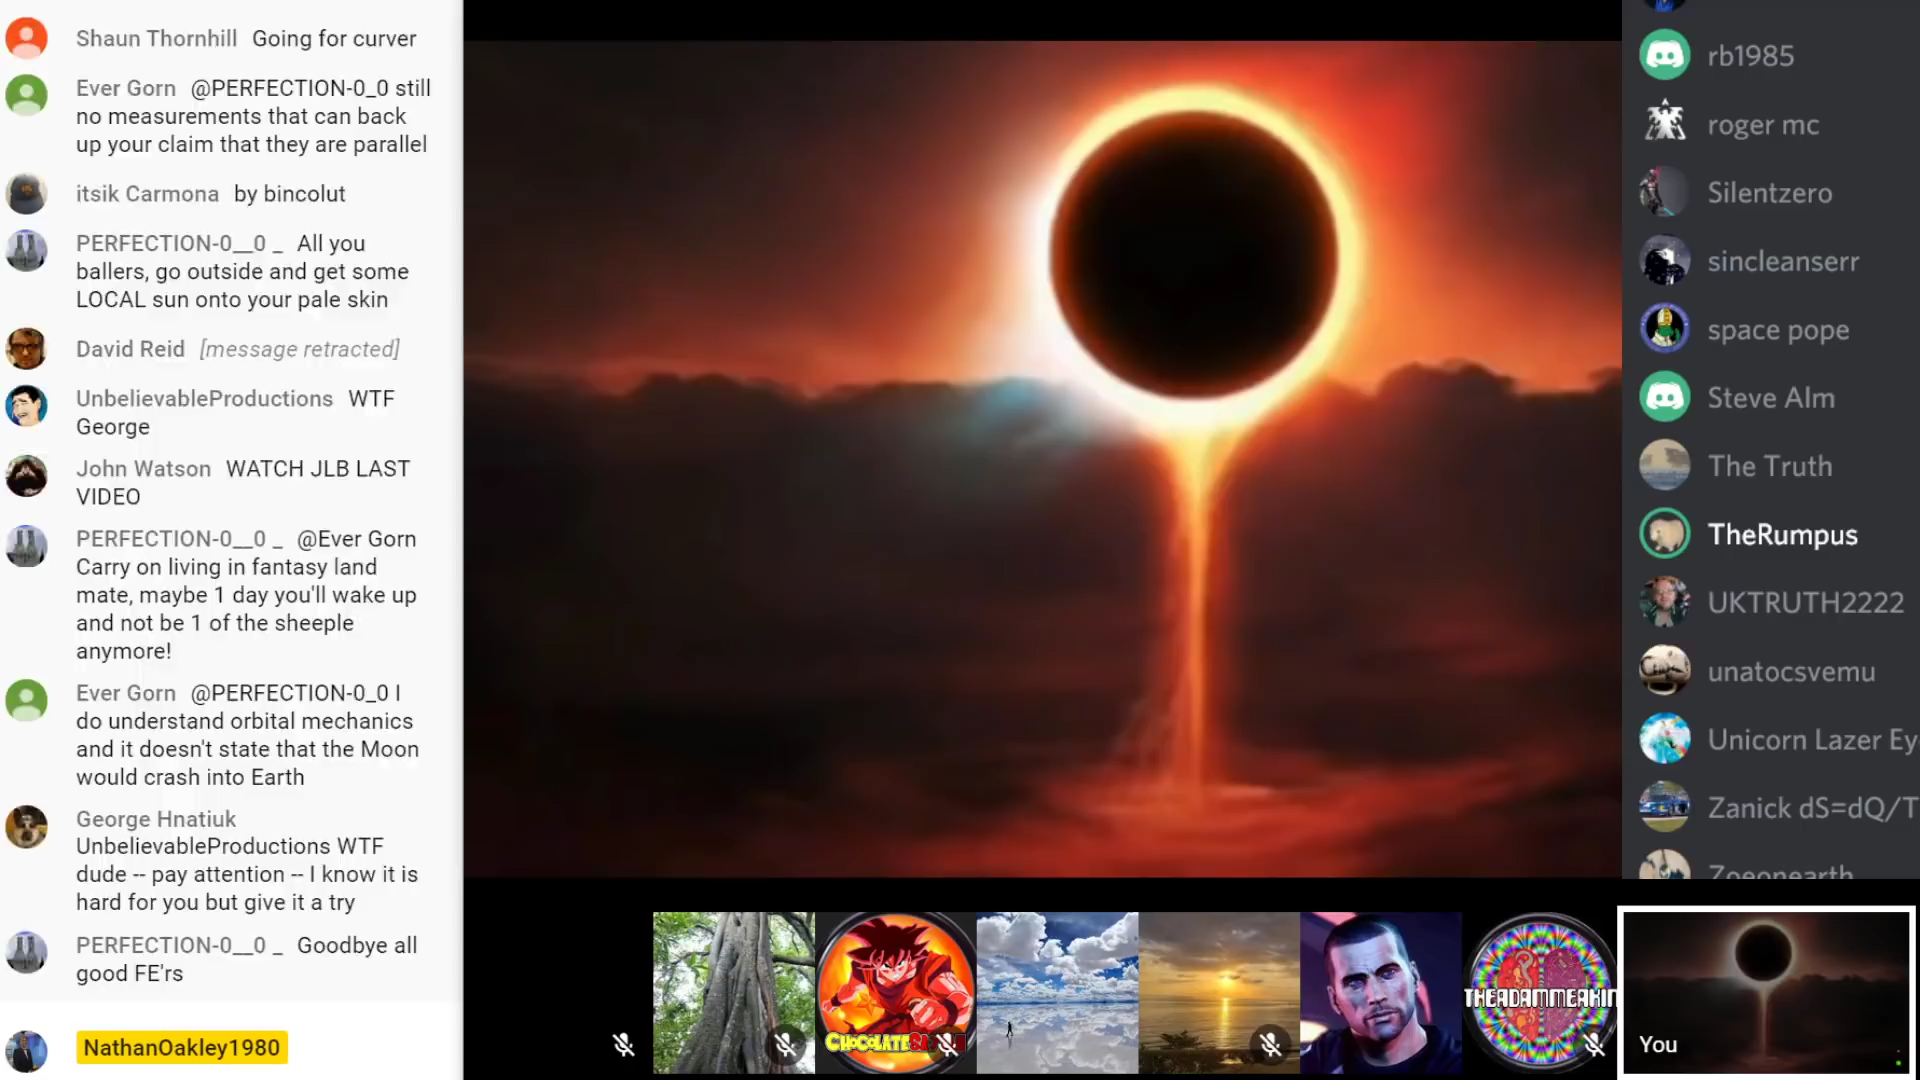 Shaun Thornhill Going for curver
Ever Gorn @PERFECTION-0_0 still
no measurements that can back
up your claim that they are parallel
itsik Carmona by bincolut
PERFECTION-0__0 _ All you
ballers, go outside and get some
LOCAL sun onto your pale skin
David Reid [message retracted]
UnbelievableProductions WTF
George
John Watson WATCH JLB LAST
VIDEO
PERFECTION-0__0 _ @Ever Gorn
Carry on living in fantasy land
mate, maybe 1 day you'll wake up
and not be 1 of the sheeple
anymore!
Ever Gorn @PERFECTION-0_0 I
do understand orbital mechanics
and it doesn't state that the Moon
would crash into Earth
George Hnatiuk
UnbelievableProductions WTF
dude -- pay attention -- I know it is
hard for you but give it a try
PERFECTION-0__0 _ Goodbye all
good FE'rs
NathanOakley1980
rb1985
roger mc
Silentzero
sincleanserr
space pope
Steve Alm
The Truth
TheRumpus
UKTRUTH2222
unatocsvemu
Unicorn Lazer Ey
Zanick dS=dQ/T
Zoeonearth
THEADAMMEAKIN
You